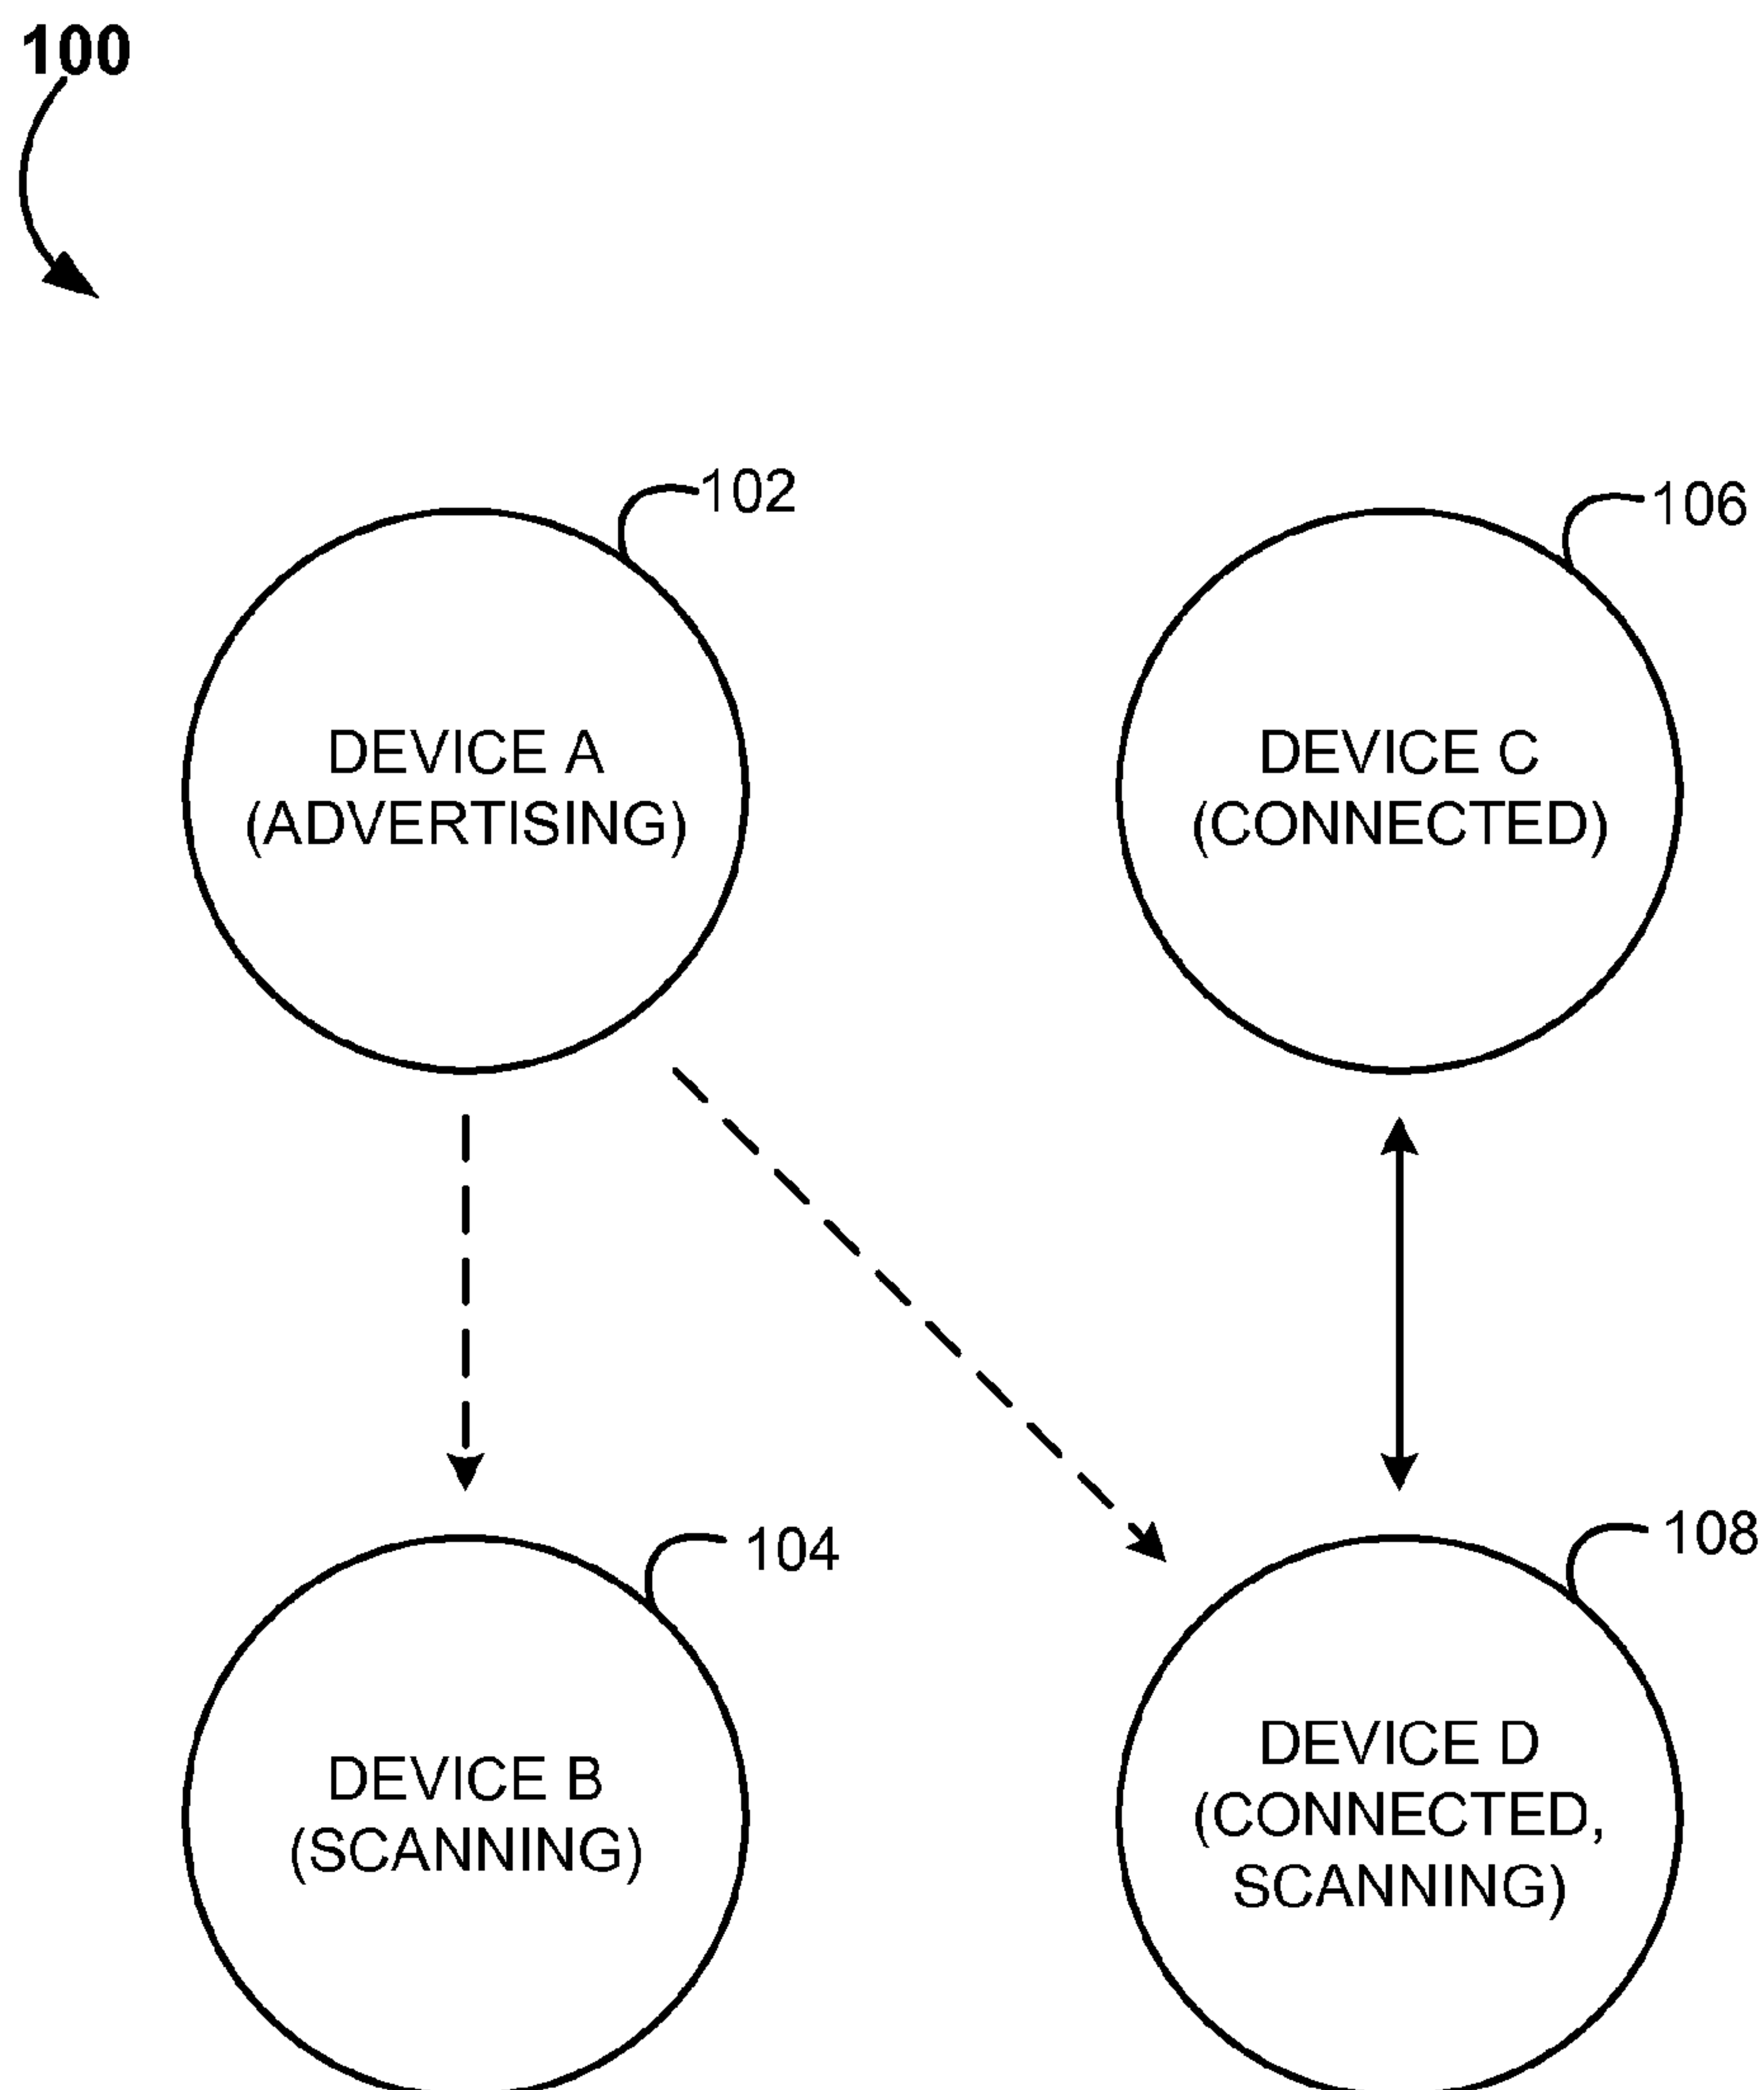 100
102
106
DEVICE A
(ADVERTISING)
DEVICE C
(CONNECTED)
104
108
DEVICE B
(SCANNING)
DEVICE D
(CONNECTED,
SCANNING)